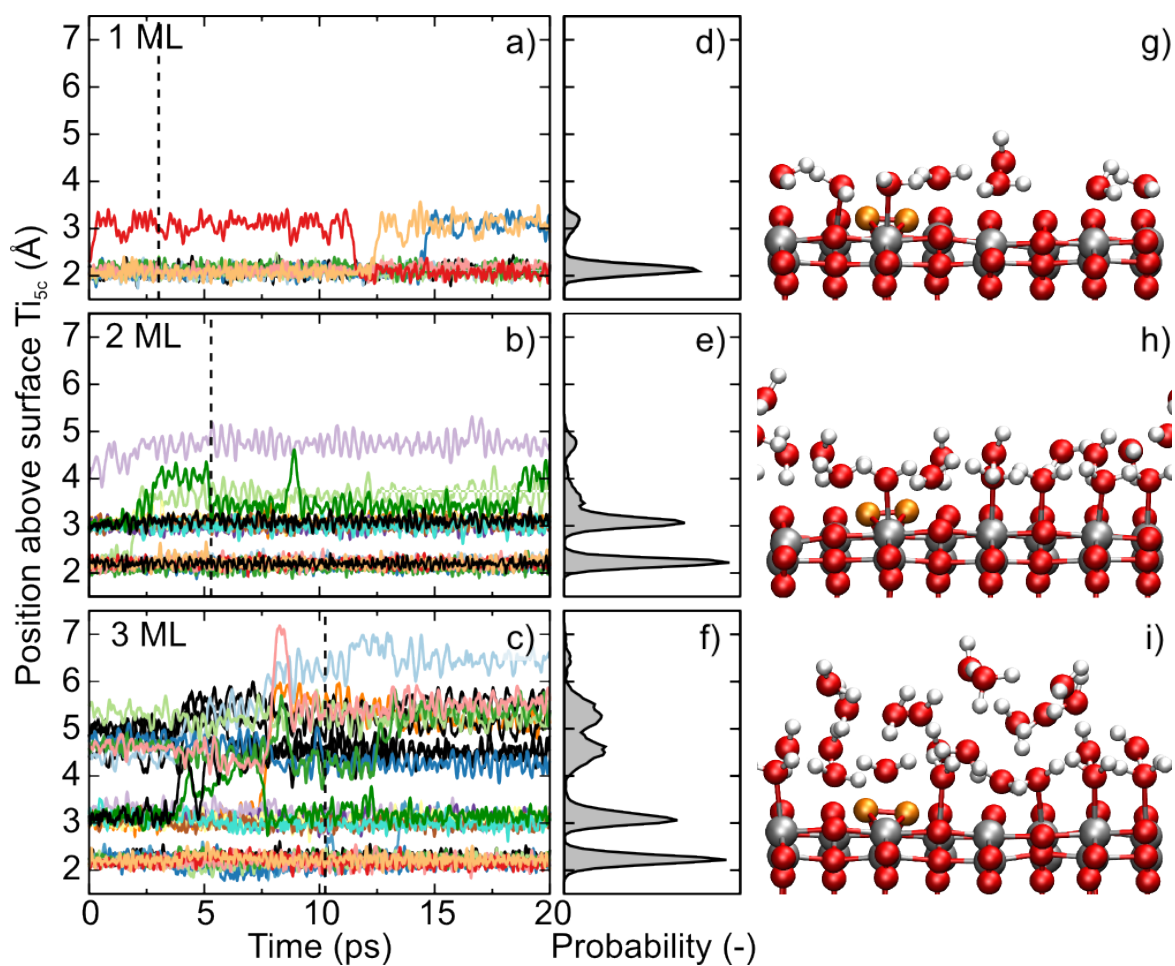 1 ML
a)
d)
g)
7
6
5
4
3
2
2 ML
b)
e)
h)
7
6
5
4
3
2
3 ML
c)
f)
i)
7
6
5
4
3
2
Position above surface Ti5c (Å)
0 5 10 15 20
Time (ps)
Probability (-)